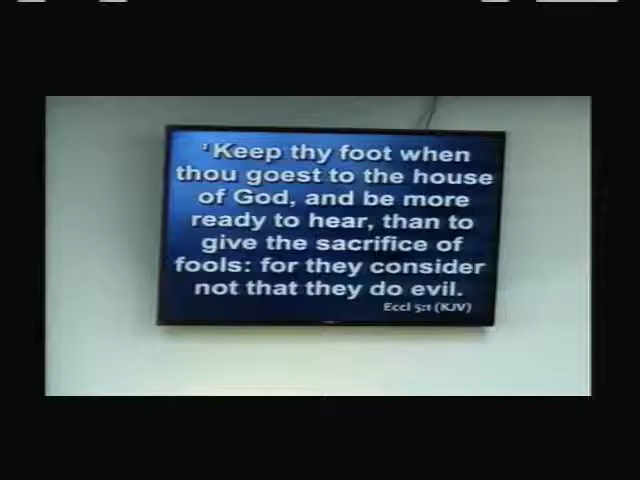 ¹Keep thy foot when
thou goest to the house
of God, and be more
ready to hear, than to
give the sacrifice of
fools: for they consider
not that they do evil.
Eccl 5:1 (KJV)